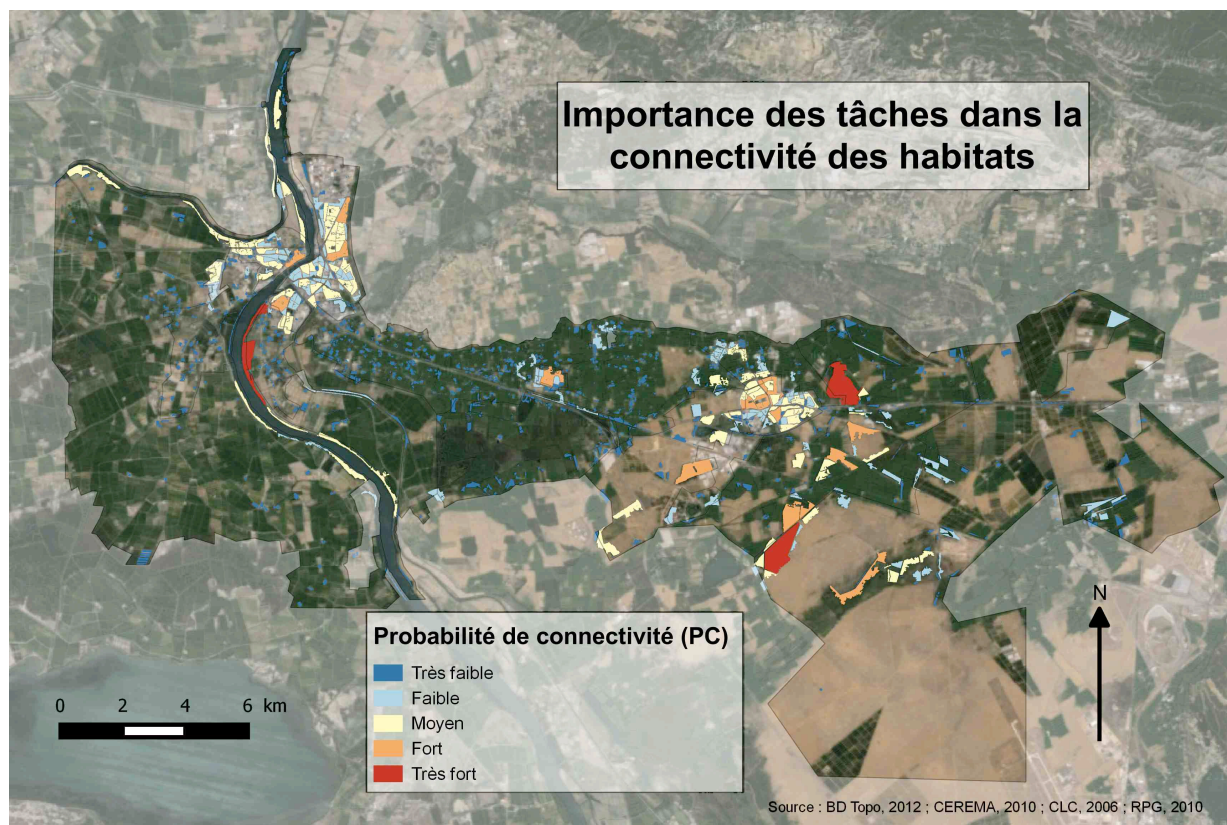 Importance des tâches dans la
connectivité des habitats
N
Probabilité de connectivité (PC)
Très faible
Faible
Moyen
Fort
Très fort
0 2 4 6 km
Source : BD Topo, 2012 ; CEREMA, 2010 ; CLC, 2006 ; RPG, 2010